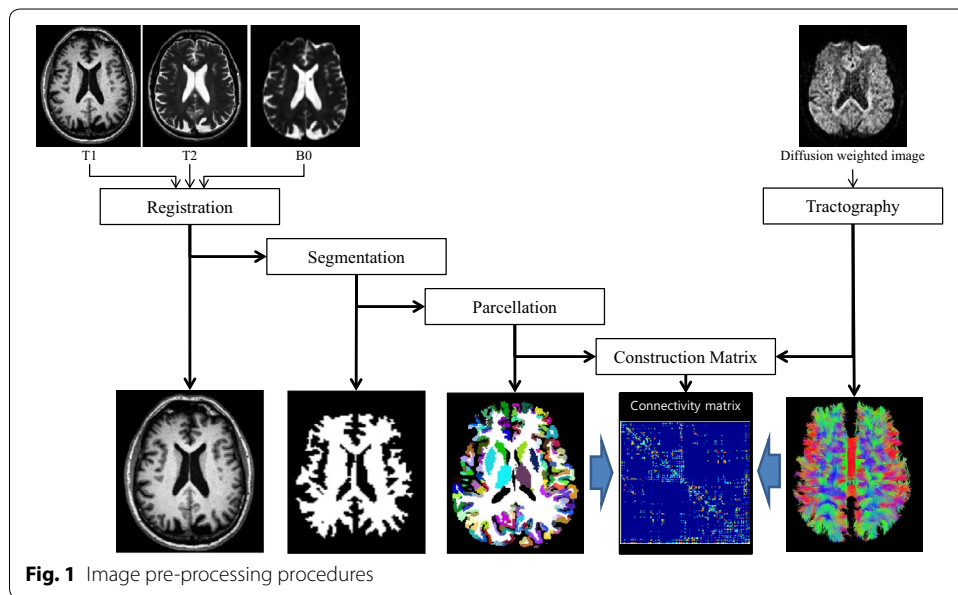 T1
T2
B0
Diffusion weighted image
Registration
Tractography
Segmentation
Parcellation
Construction Matrix
Connectivity matrix
Fig. 1 Image pre-processing procedures